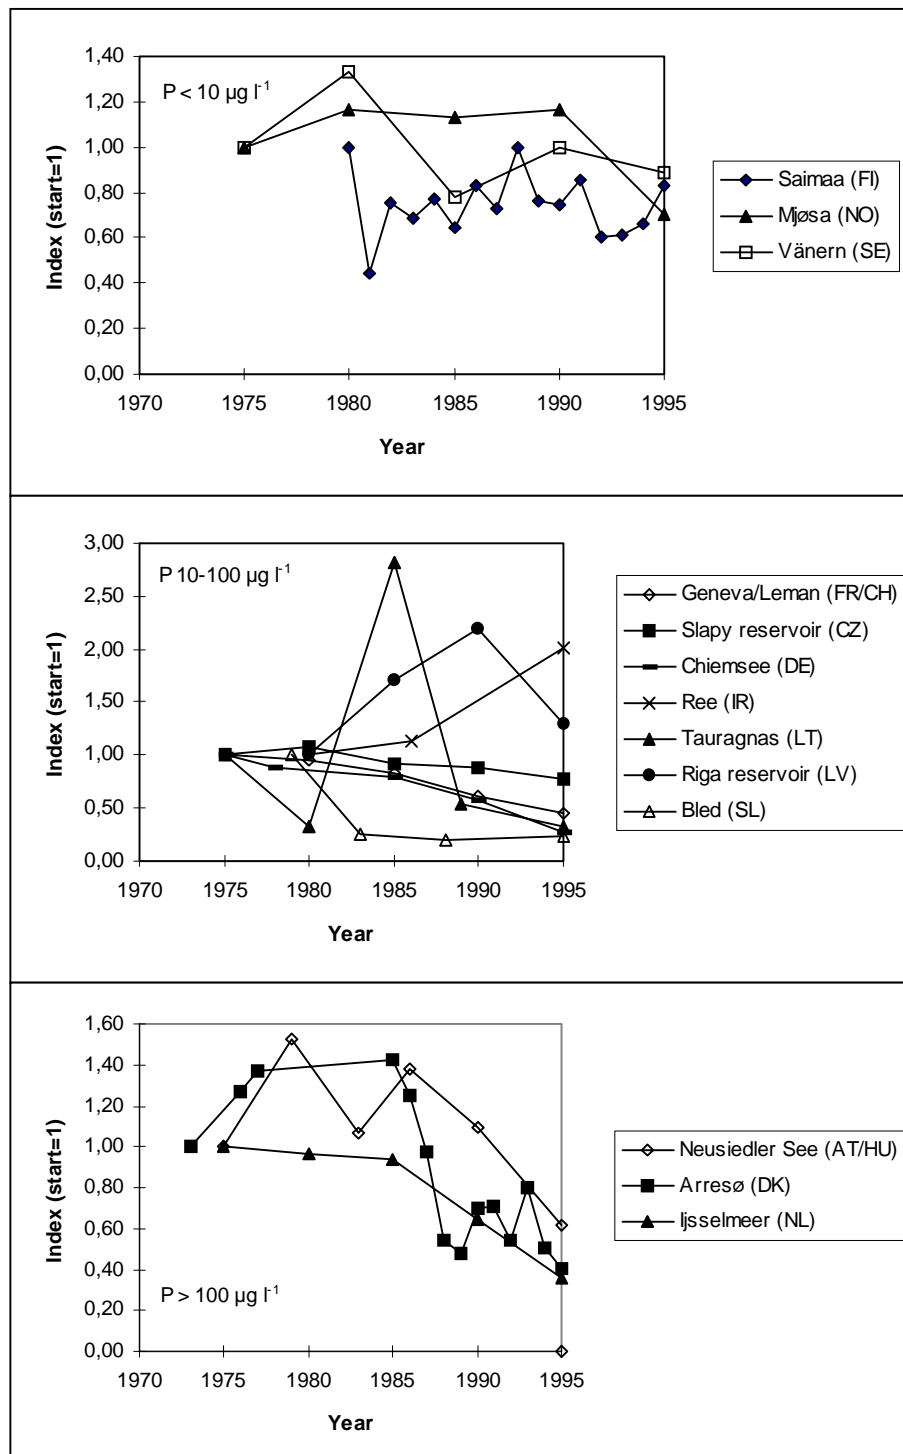 1,40
P < 10 µg l-1
1,20
1,00
0,80
0,60
0,40
0,20
0,00
1970 1975 1980 1985 1990 1995
Index (start=1)
Year
Saimaa (FI)
Mjøsa (NO)
Vänern (SE)
3,00
P 10-100 µg l-1
2,50
2,00
1,50
1,00
0,50
0,00
1970 1975 1980 1985 1990 1995
Index (start=1)
Year
Geneva/Leman (FR/CH)
Slapy reservoir (CZ)
Chiemsee (DE)
Ree (IR)
Tauragnas (LT)
Riga reservoir (LV)
Bled (SL)
1,60
1,40
1,20
1,00
0,80
0,60
0,40
P > 100 µg l-1
0,20
0,00
1970 1975 1980 1985 1990 1995
Index (start=1)
Year
Neusiedler See (AT/HU)
Arresø (DK)
Ijsselmeer (NL)